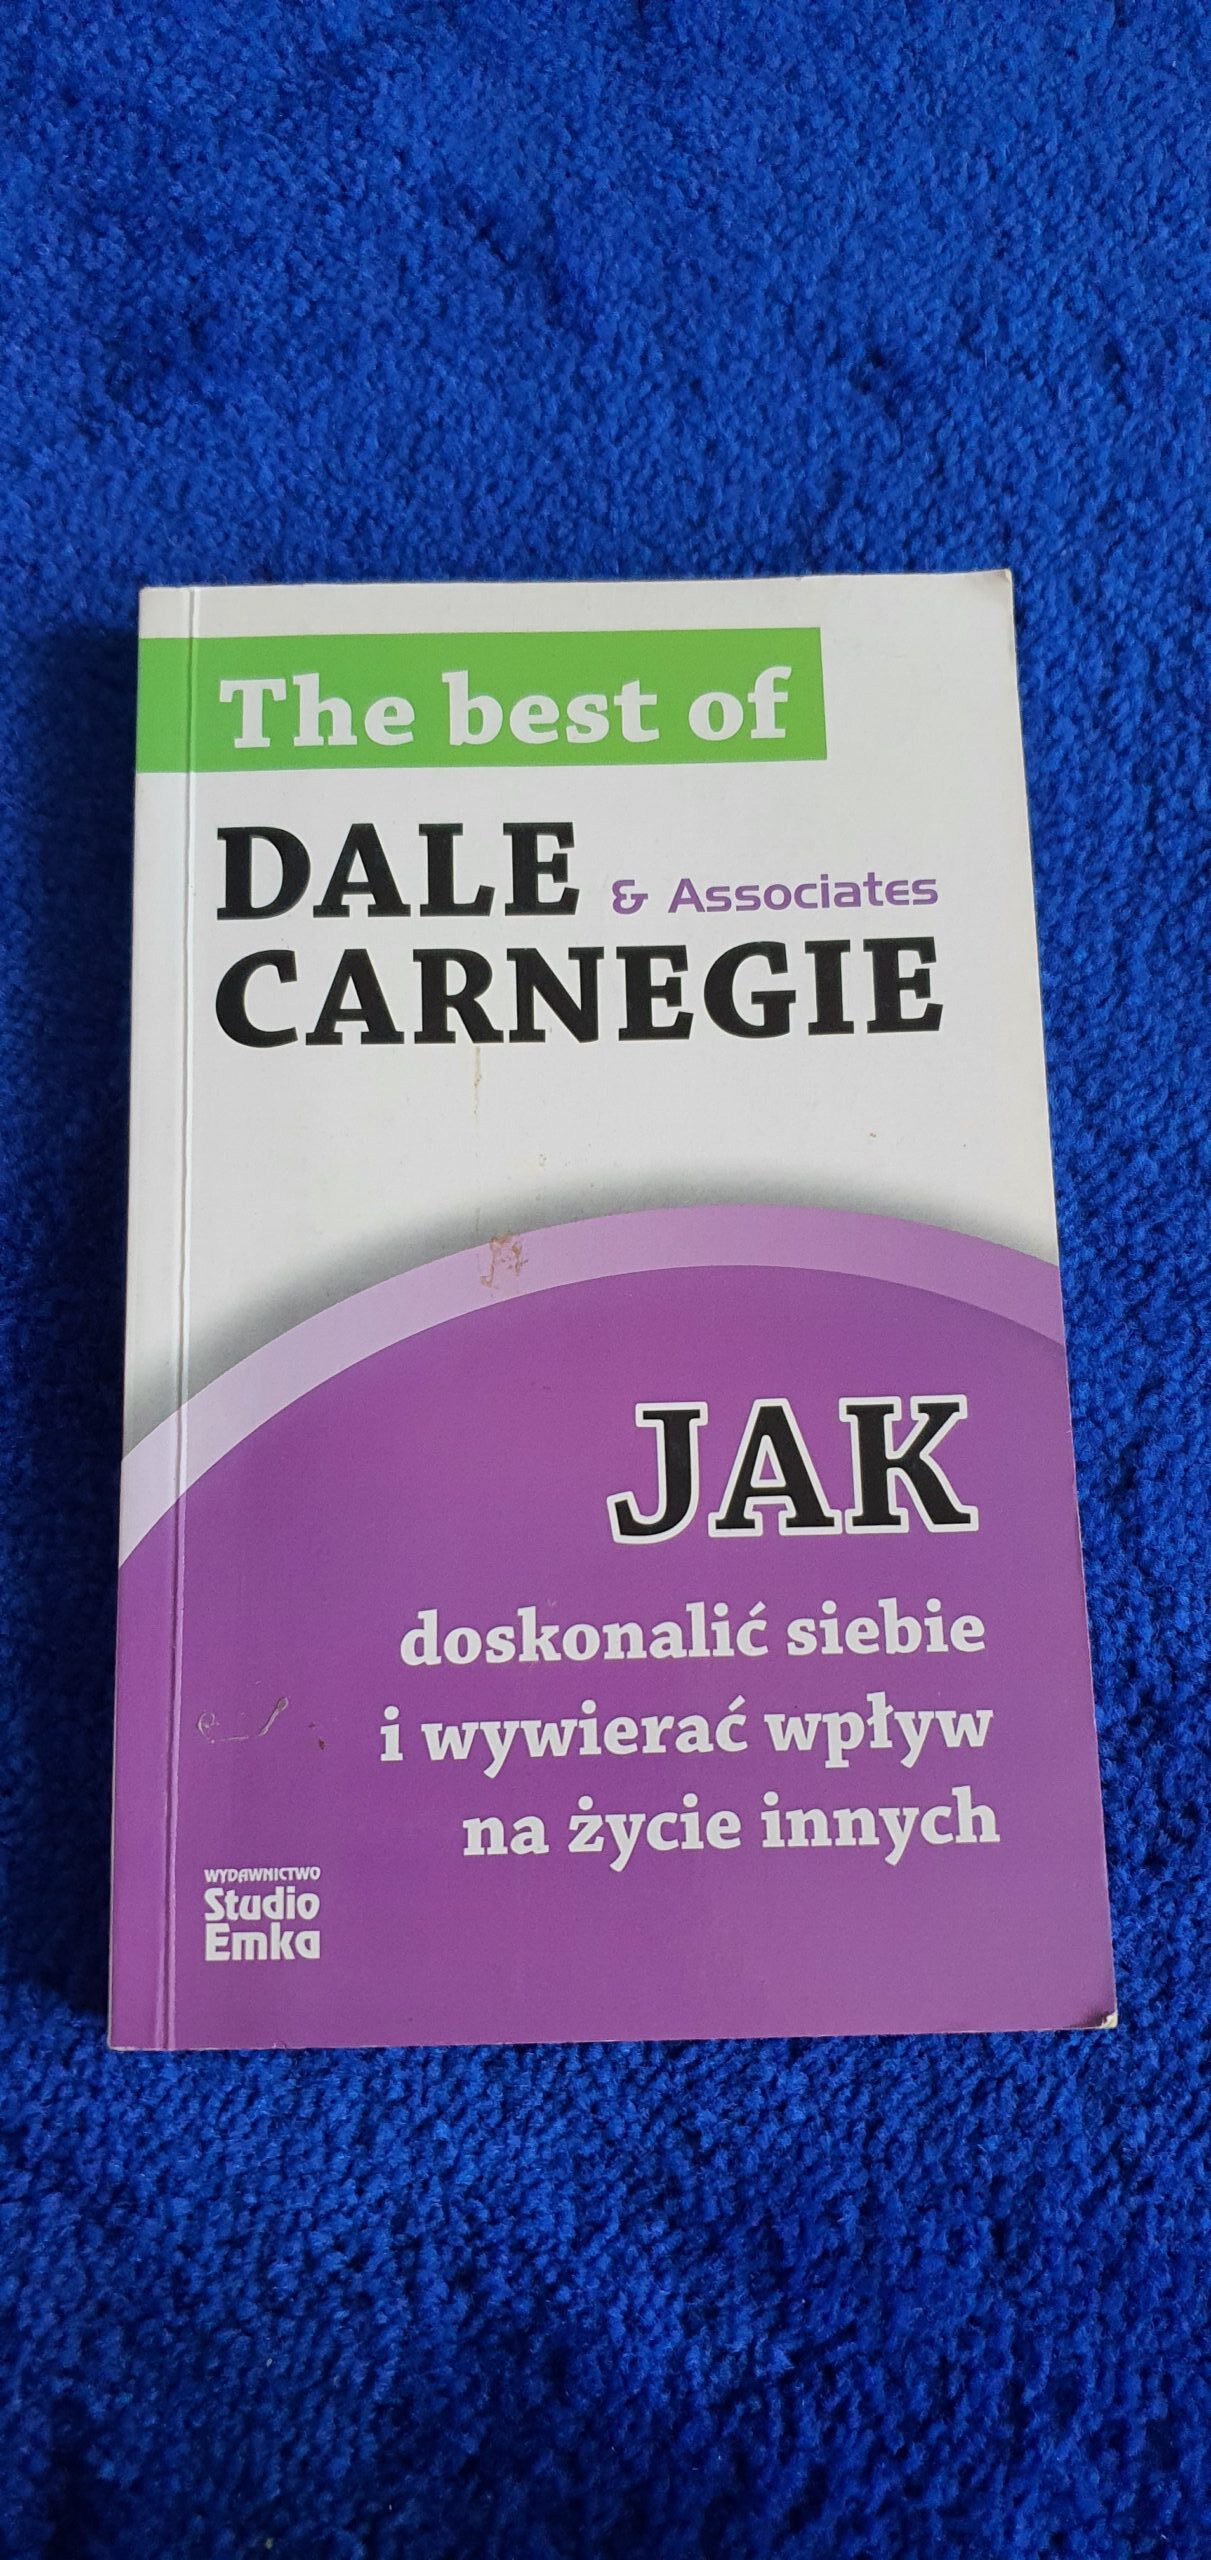 The best of
DALE & Associates
CARNEGIE
JAK
doskonalić siebie
i wywierać wpływ
na życie innych
WYDAWNICTWO
Studio
Emka